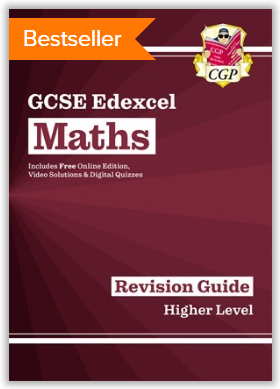 Bestseller
CGP
GCSE Edexcel
Maths
Includes Free Online Edition,
Video Solutions & Digital Quizzes
Revision Guide
Higher Level